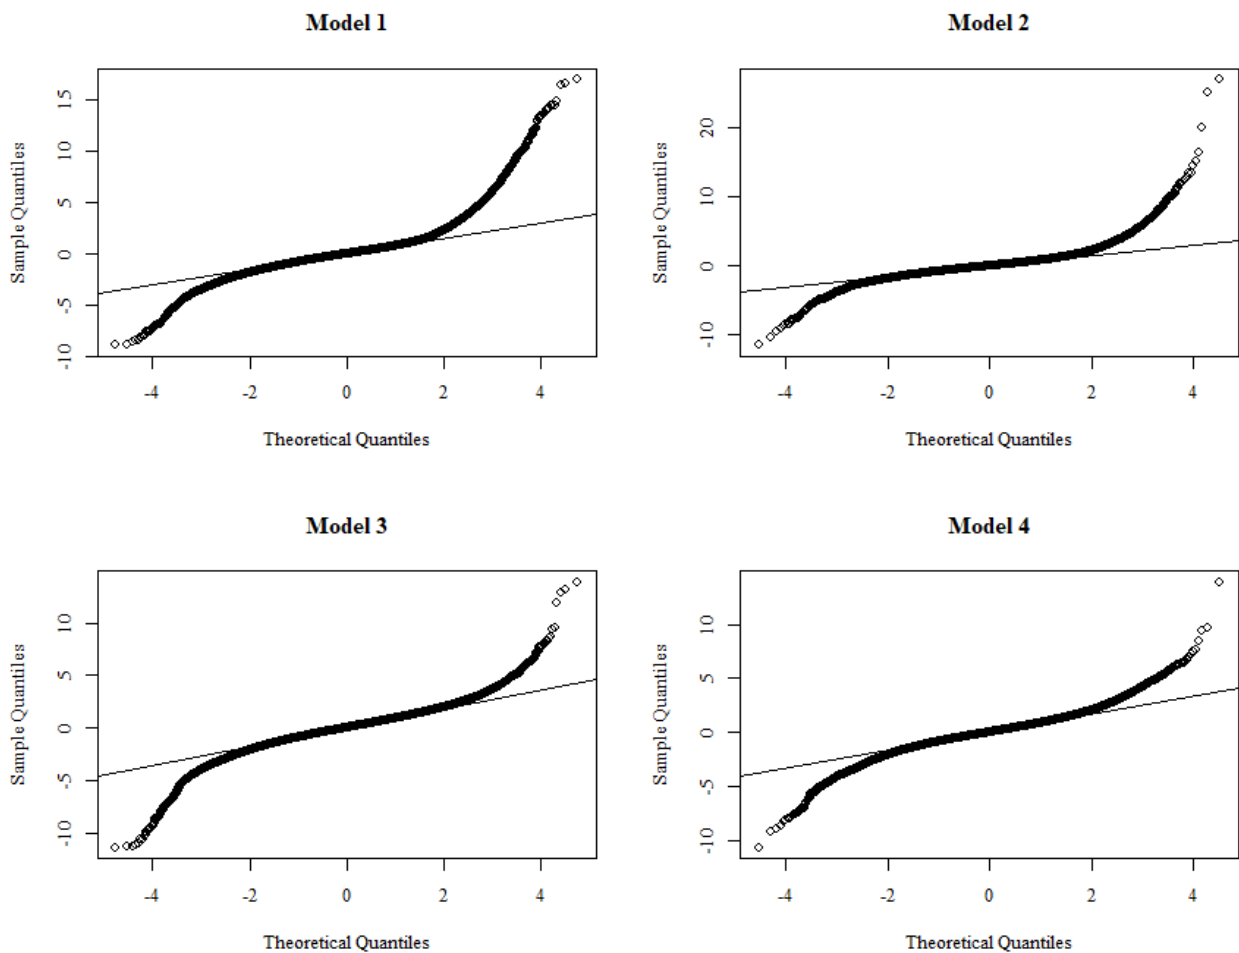 Model 1
Model 2
Sample Quantiles
-10 -5 0 5 10 15
-4 -2 0 2 4
Theoretical Quantiles
Sample Quantiles
-10 0 10 20
-4 -2 0 2 4
Theoretical Quantiles
Model 3
Model 4
Sample Quantiles
-10 -5 0 5 10
-4 -2 0 2 4
Theoretical Quantiles
Sample Quantiles
-10 -5 0 5 10
-4 -2 0 2 4
Theoretical Quantiles